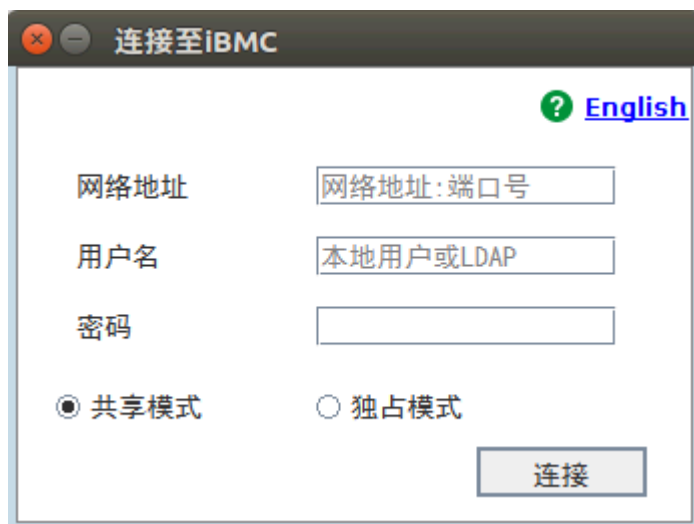 连接至iBMC
? English
网络地址 网络地址:端口号
用户名 本地用户或LDAP
密码
共享模式 独占模式
连接